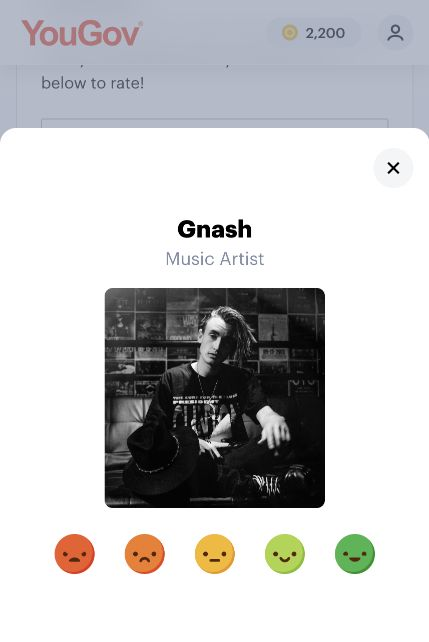 YouGov®
2,200
below to rate!
Gnash
Music Artist
PRESIDENT